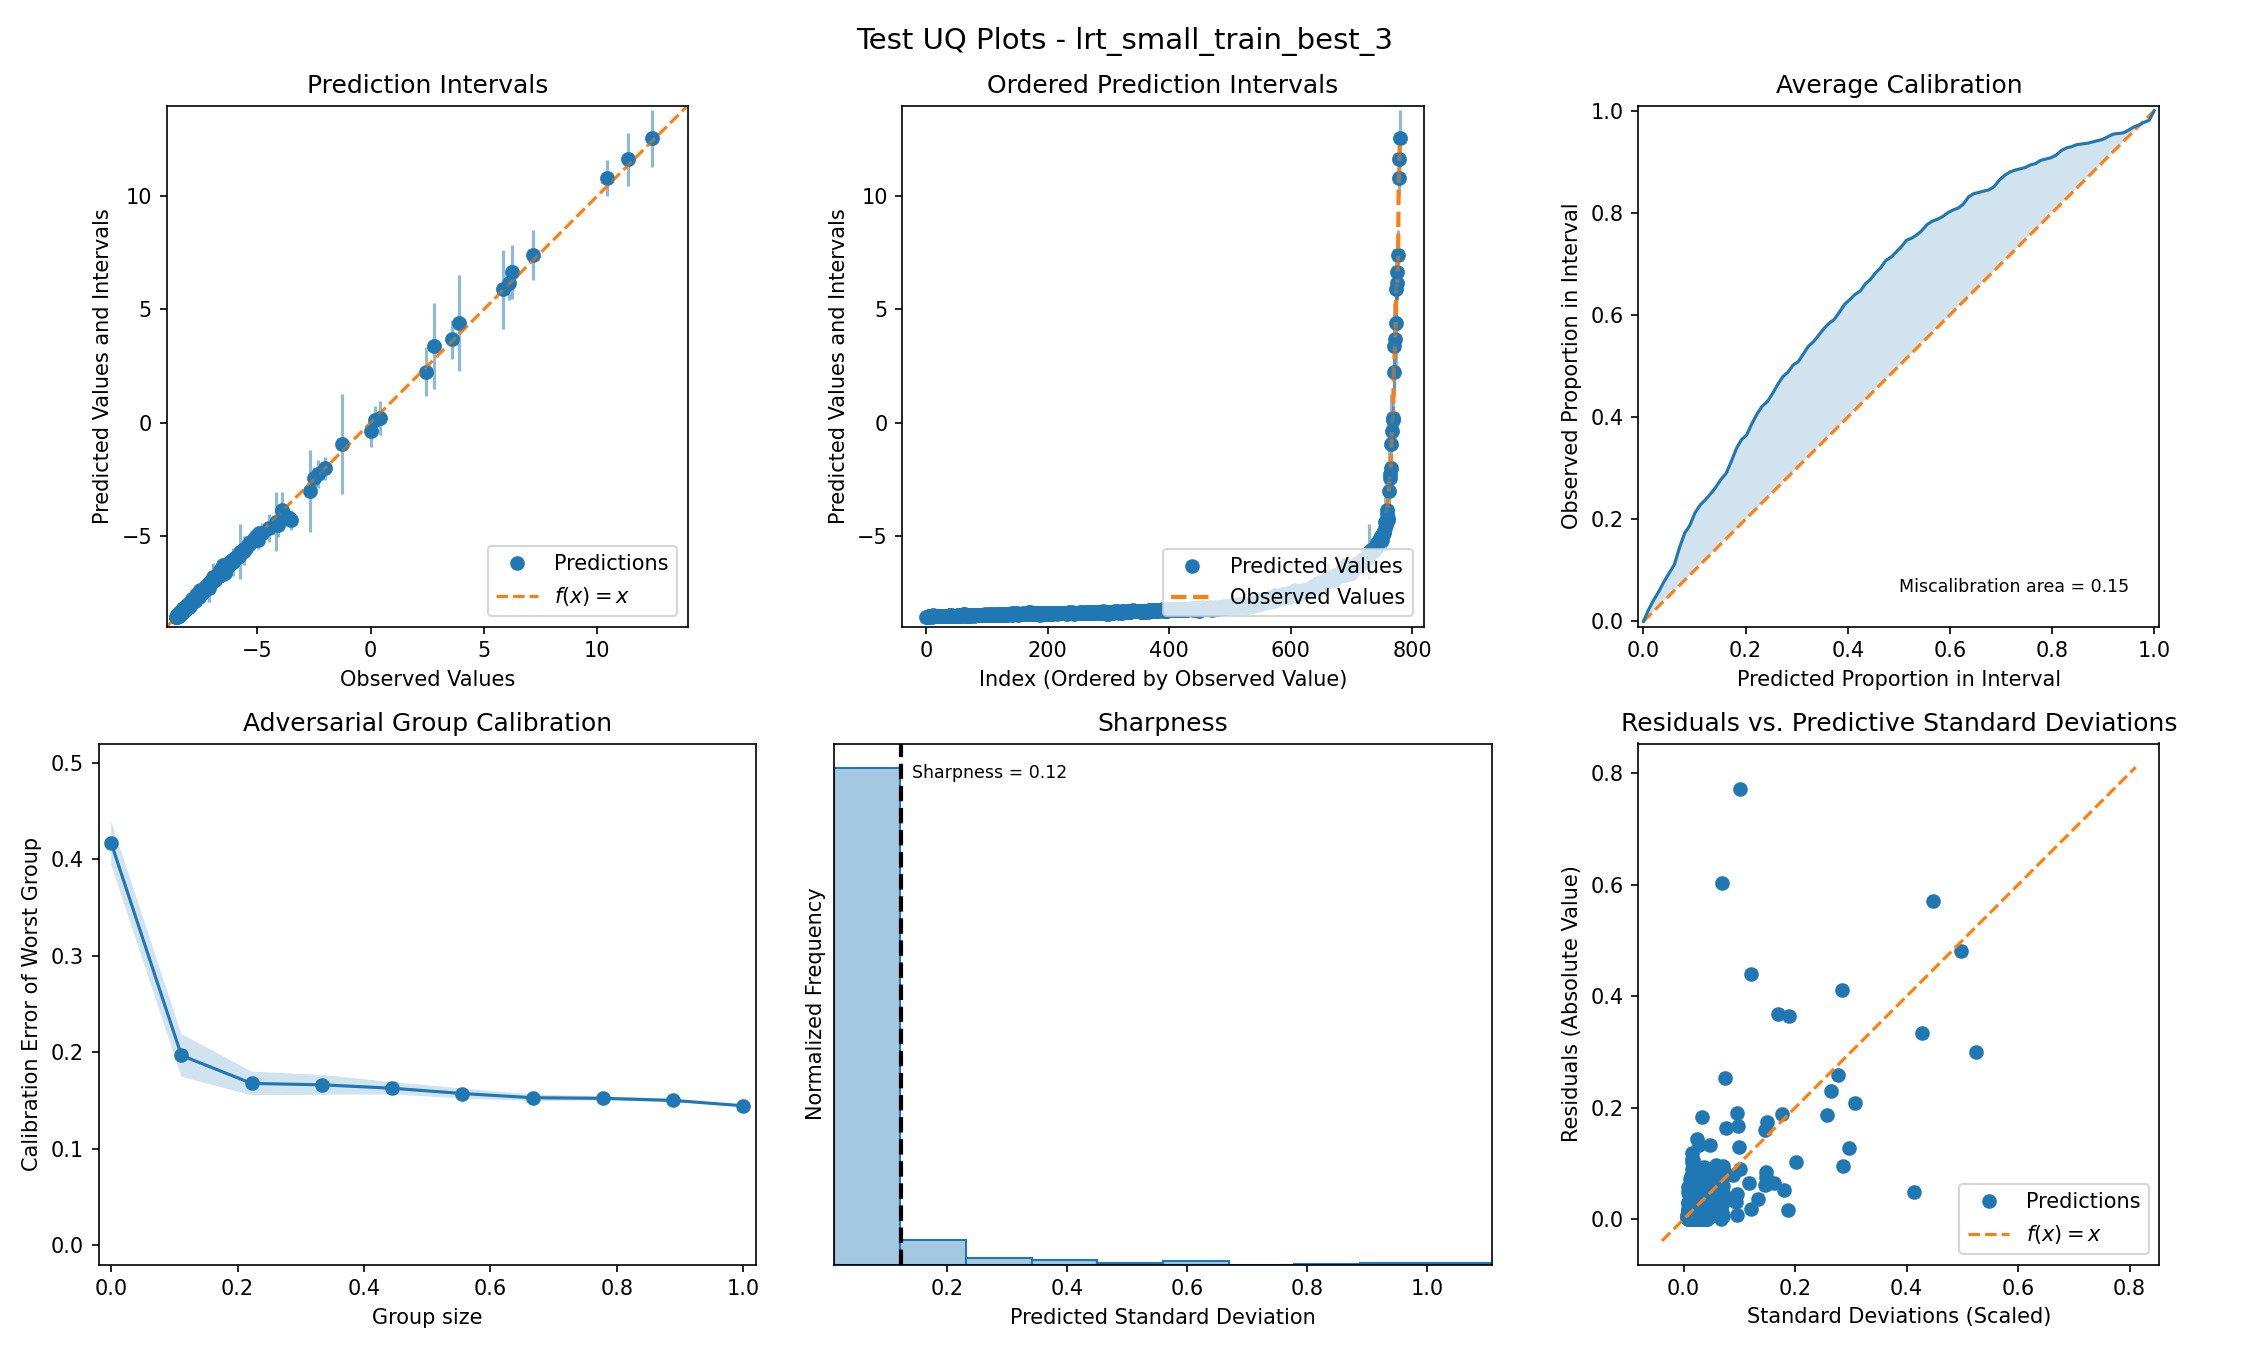 Test UQ Plots - lrt_small_train_best_3
Prediction Intervals
Predicted Values and Intervals
10
5
0
−5
−5
0
5
10
Observed Values
Predictions
f(x) = x
Ordered Prediction Intervals
Predicted Values and Intervals
10
5
0
−5
0
200
400
600
800
Index (Ordered by Observed Value)
Predicted Values
Observed Values
Average Calibration
Observed Proportion in Interval
1.0
0.8
0.6
0.4
0.2
0.0
0.0
0.2
0.4
0.6
0.8
1.0
Predicted Proportion in Interval
Miscalibration area = 0.15
Adversarial Group Calibration
Calibration Error of Worst Group
0.5
0.4
0.3
0.2
0.1
0.0
0.0
0.2
0.4
0.6
0.8
1.0
Group size
Sharpness
Normalized Frequency
Sharpness = 0.12
0.2
0.4
0.6
0.8
1.0
Predicted Standard Deviation
Residuals vs. Predictive Standard Deviations
Residuals (Absolute Value)
0.8
0.6
0.4
0.2
0.0
0.0
0.2
0.4
0.6
0.8
Standard Deviations (Scaled)
Predictions
f(x) = x